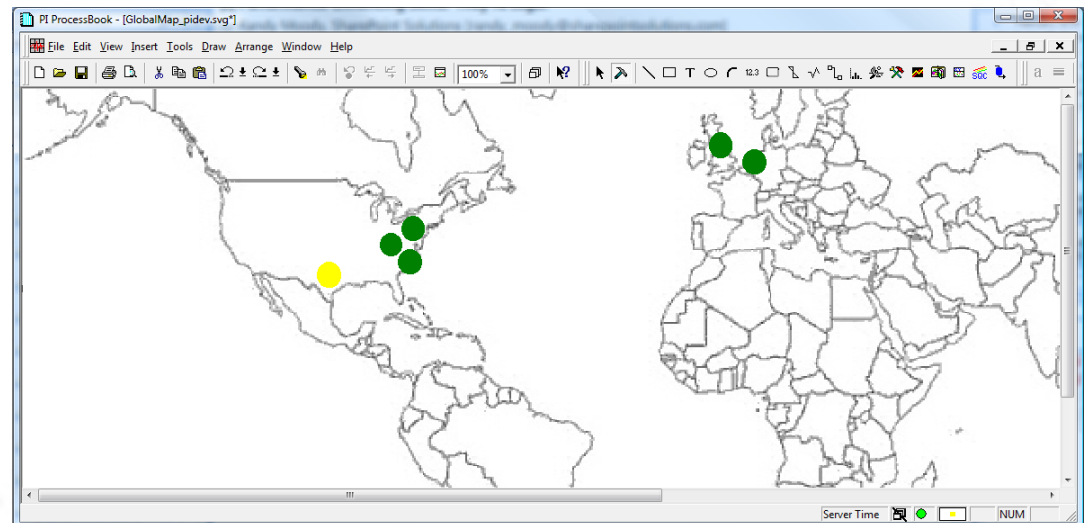 PI ProcessBook - [GlobalMap_pidev.svg*]
File Edit View Insert Tools Draw Arrange Window Help
100% T 12.3 SQC a
Server Time NUM